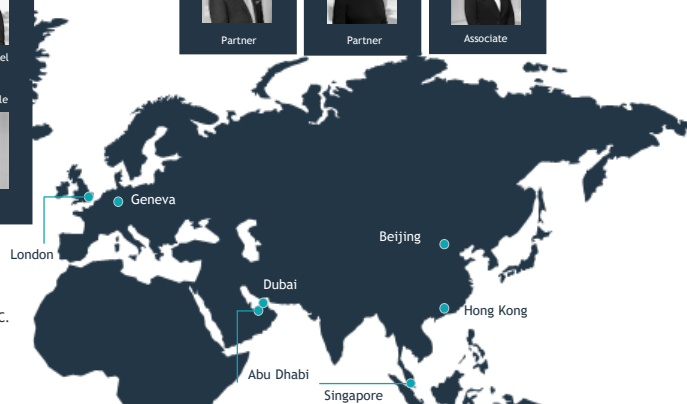 Partner
Partner
Associate
Geneva
London
Beijing
Dubai
Hong Kong
Abu Dhabi
Singapore